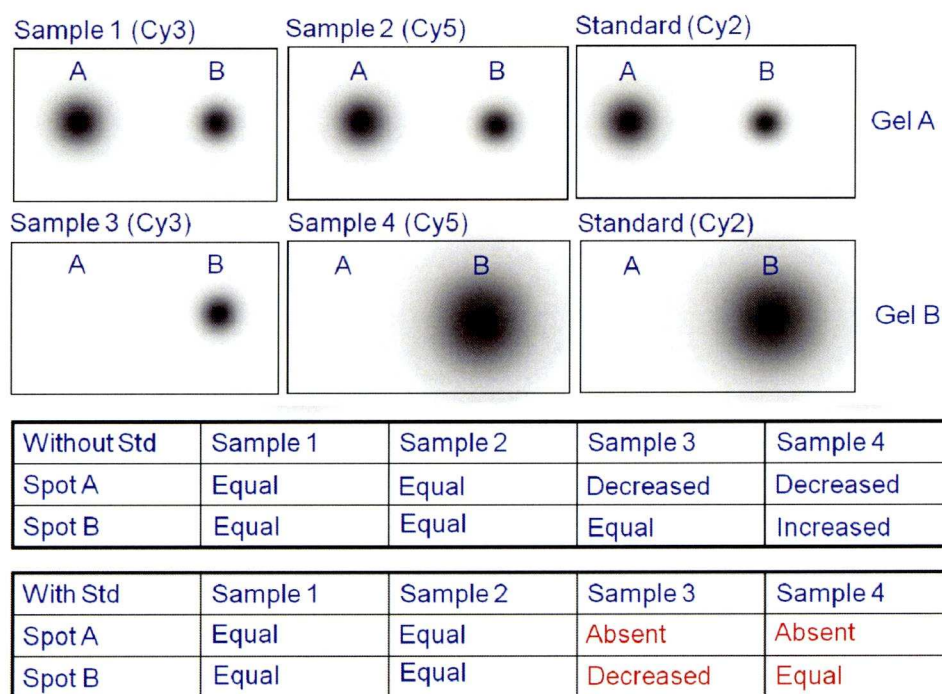 Sample 1 (Cy3) Sample 2 (Cy5) Standard (Cy2)
A B A B A B
Gel A
Sample 3 (Cy3) Sample 4 (Cy5) Standard (Cy2)
A B A B A B
Gel B
Without Std Sample 1 Sample 2 Sample 3 Sample 4
Spot A Equal Equal Decreased Decreased
Spot B Equal Equal Equal Increased
With Std Sample 1 Sample 2 Sample 3 Sample 4
Spot A Equal Equal Absent Absent
Spot B Equal Equal Decreased Equal